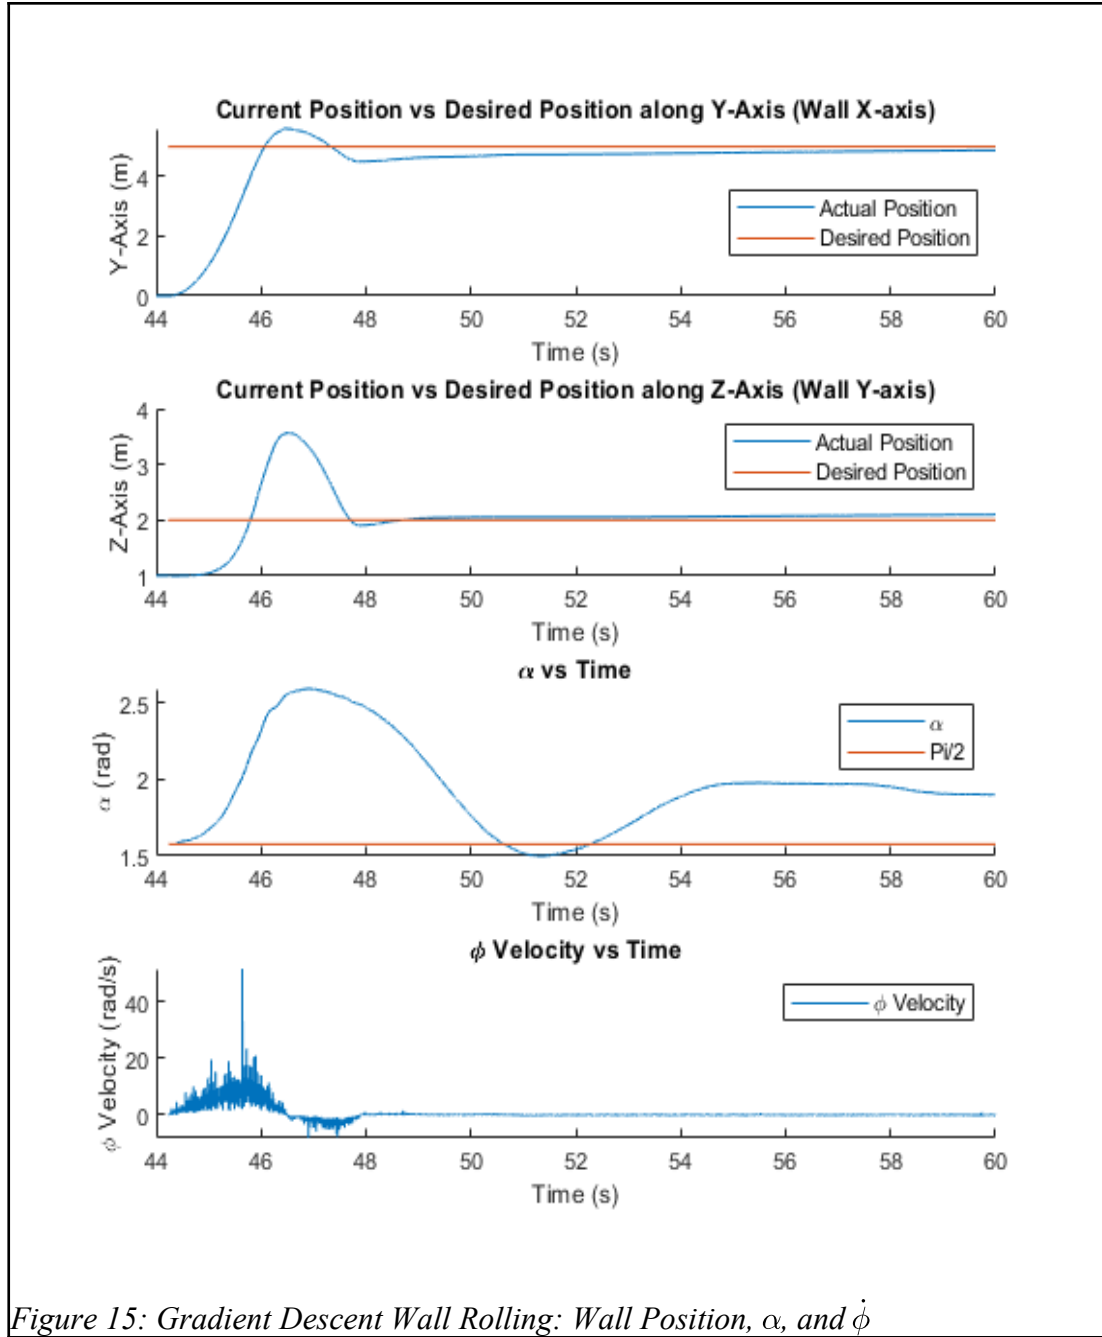 Current Position vs Desired Position along Y-Axis (Wall X-axis)
Y-Axis (m)
4
2
0
Actual Position
Desired Position
44 46 48 50 52 54 56 58 60
Time (s)
Current Position vs Desired Position along Z-Axis (Wall Y-axis)
Z-Axis (m)
4
3
2
1
Actual Position
Desired Position
44 46 48 50 52 54 56 58 60
Time (s)
α vs Time
α (rad)
2.5
2
1.5
α
Pi/2
44 46 48 50 52 54 56 58 60
Time (s)
ϕ Velocity vs Time
ϕ Velocity (rad/s)
40
20
0
ϕ Velocity
44 46 48 50 52 54 56 58 60
Time (s)
Figure 15: Gradient Descent Wall Rolling: Wall Position, α, and ϕ̇